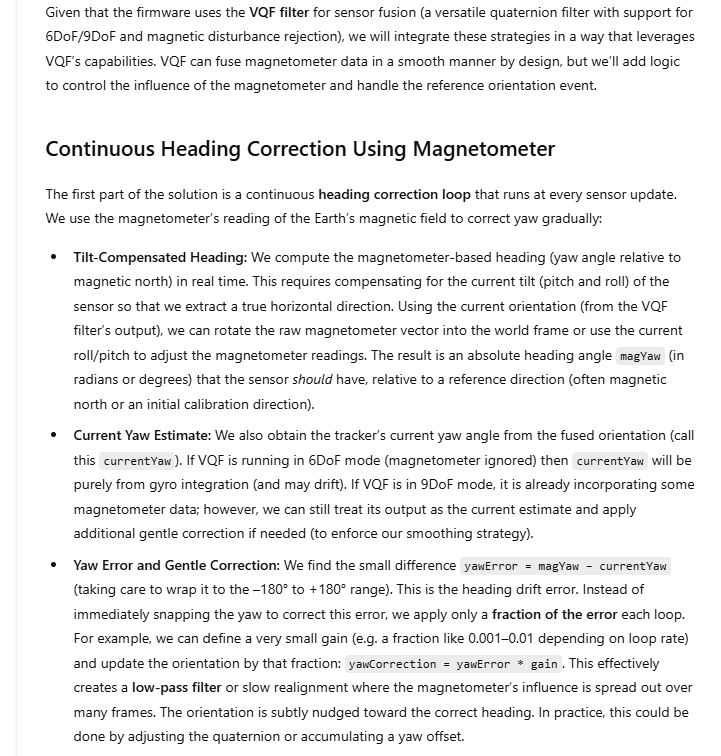 Given that the firmware uses the VQF filter for sensor fusion (a versatile quaternion filter with support for
6DoF/9DoF and magnetic disturbance rejection), we will integrate these strategies in a way that leverages
VQF's capabilities. VQF can fuse magnetometer data in a smooth manner by design, but we'll add logic
to control the influence of the magnetometer and handle the reference orientation event.
Continuous Heading Correction Using Magnetometer
The first part of the solution is a continuous heading correction loop that runs at every sensor update.
We use the magnetometer's reading of the Earth's magnetic field to correct yaw gradually:
• Tilt-Compensated Heading: We compute the magnetometer-based heading (yaw angle relative to
magnetic north) in real time. This requires compensating for the current tilt (pitch and roll) of the
sensor so that we extract a true horizontal direction. Using the current orientation (from the VQF
filter's output), we can rotate the raw magnetometer vector into the world frame or use the current
roll/pitch to adjust the magnetometer readings. The result is an absolute heading angle magYaw (in
radians or degrees) that the sensor should have, relative to a reference direction (often magnetic
north or an initial calibration direction).
• Current Yaw Estimate: We also obtain the tracker's current yaw angle from the fused orientation (call
this currentYaw ). If VQF is running in 6DoF mode (magnetometer ignored) then currentYaw will be
purely from gyro integration (and may drift). If VQF is in 9DoF mode, it is already incorporating some
magnetometer data; however, we can still treat its output as the current estimate and apply
additional gentle correction if needed (to enforce our smoothing strategy).
• Yaw Error and Gentle Correction: We find the small difference yawError = magYaw - currentYaw
(taking care to wrap it to the –180° to +180° range). This is the heading drift error. Instead of
immediately snapping the yaw to correct this error, we apply only a fraction of the error each loop.
For example, we can define a very small gain (e.g. a fraction like 0.001–0.01 depending on loop rate)
and update the orientation by that fraction: yawCorrection = yawError * gain . This effectively
creates a low-pass filter or slow realignment where the magnetometer's influence is spread out over
many frames. The orientation is subtly nudged toward the correct heading. In practice, this could be
done by adjusting the quaternion or accumulating a yaw offset.